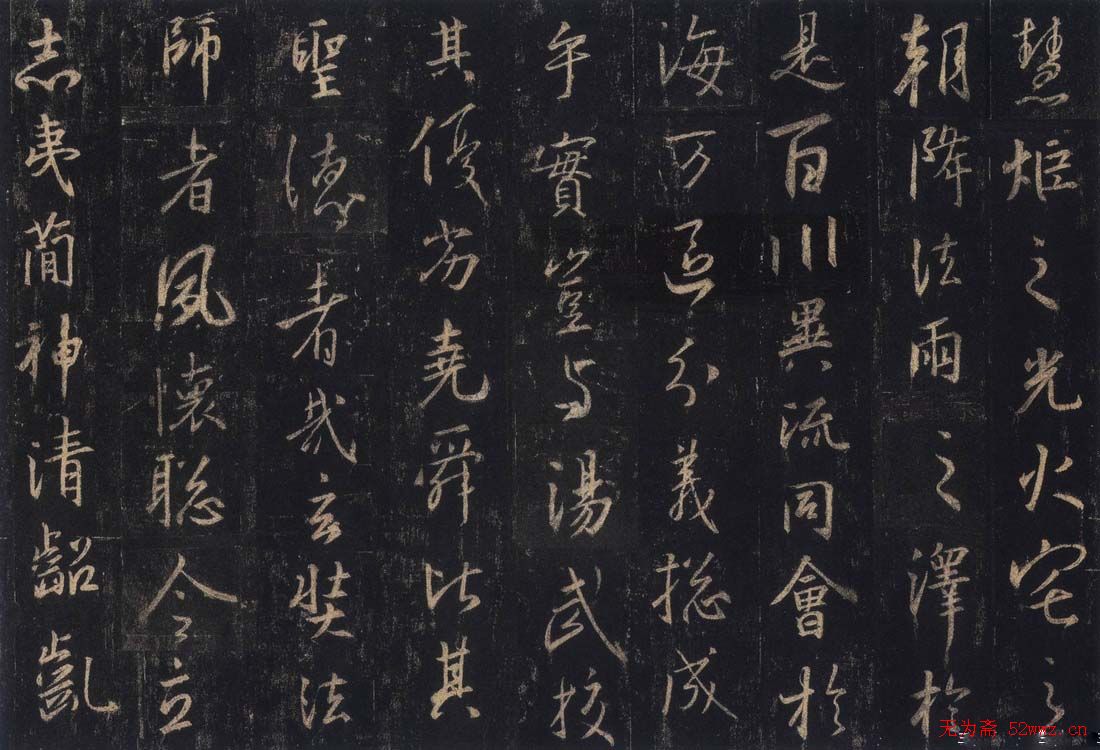 慧炬之光火宅之
朝降法雨之澤於
是百川異流同會於
海万區分義揔成
乎實豈与湯武挍
其優劣堯舜比其
聖德者哉玄奘法
師者夙懷聡令立
志夷簡神清齠齔
无为斋 52wwz.cn